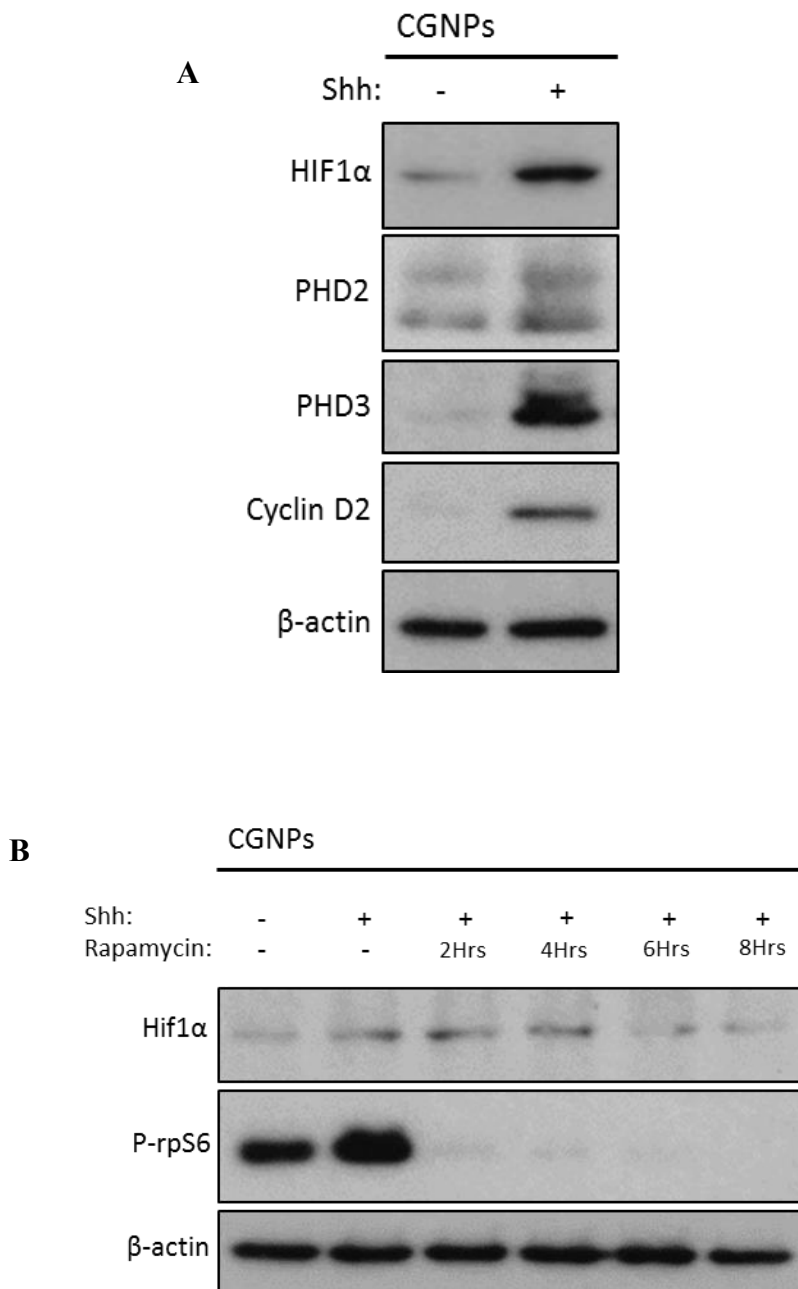 CGNPs
A
Shh: - +
HIF1α
PHD2
PHD3
Cyclin D2
β-actin
B
CGNPs
Shh: - + + + + +
Rapamycin: - - 2Hrs 4Hrs 6Hrs 8Hrs
Hif1α
P-rpS6
β-actin